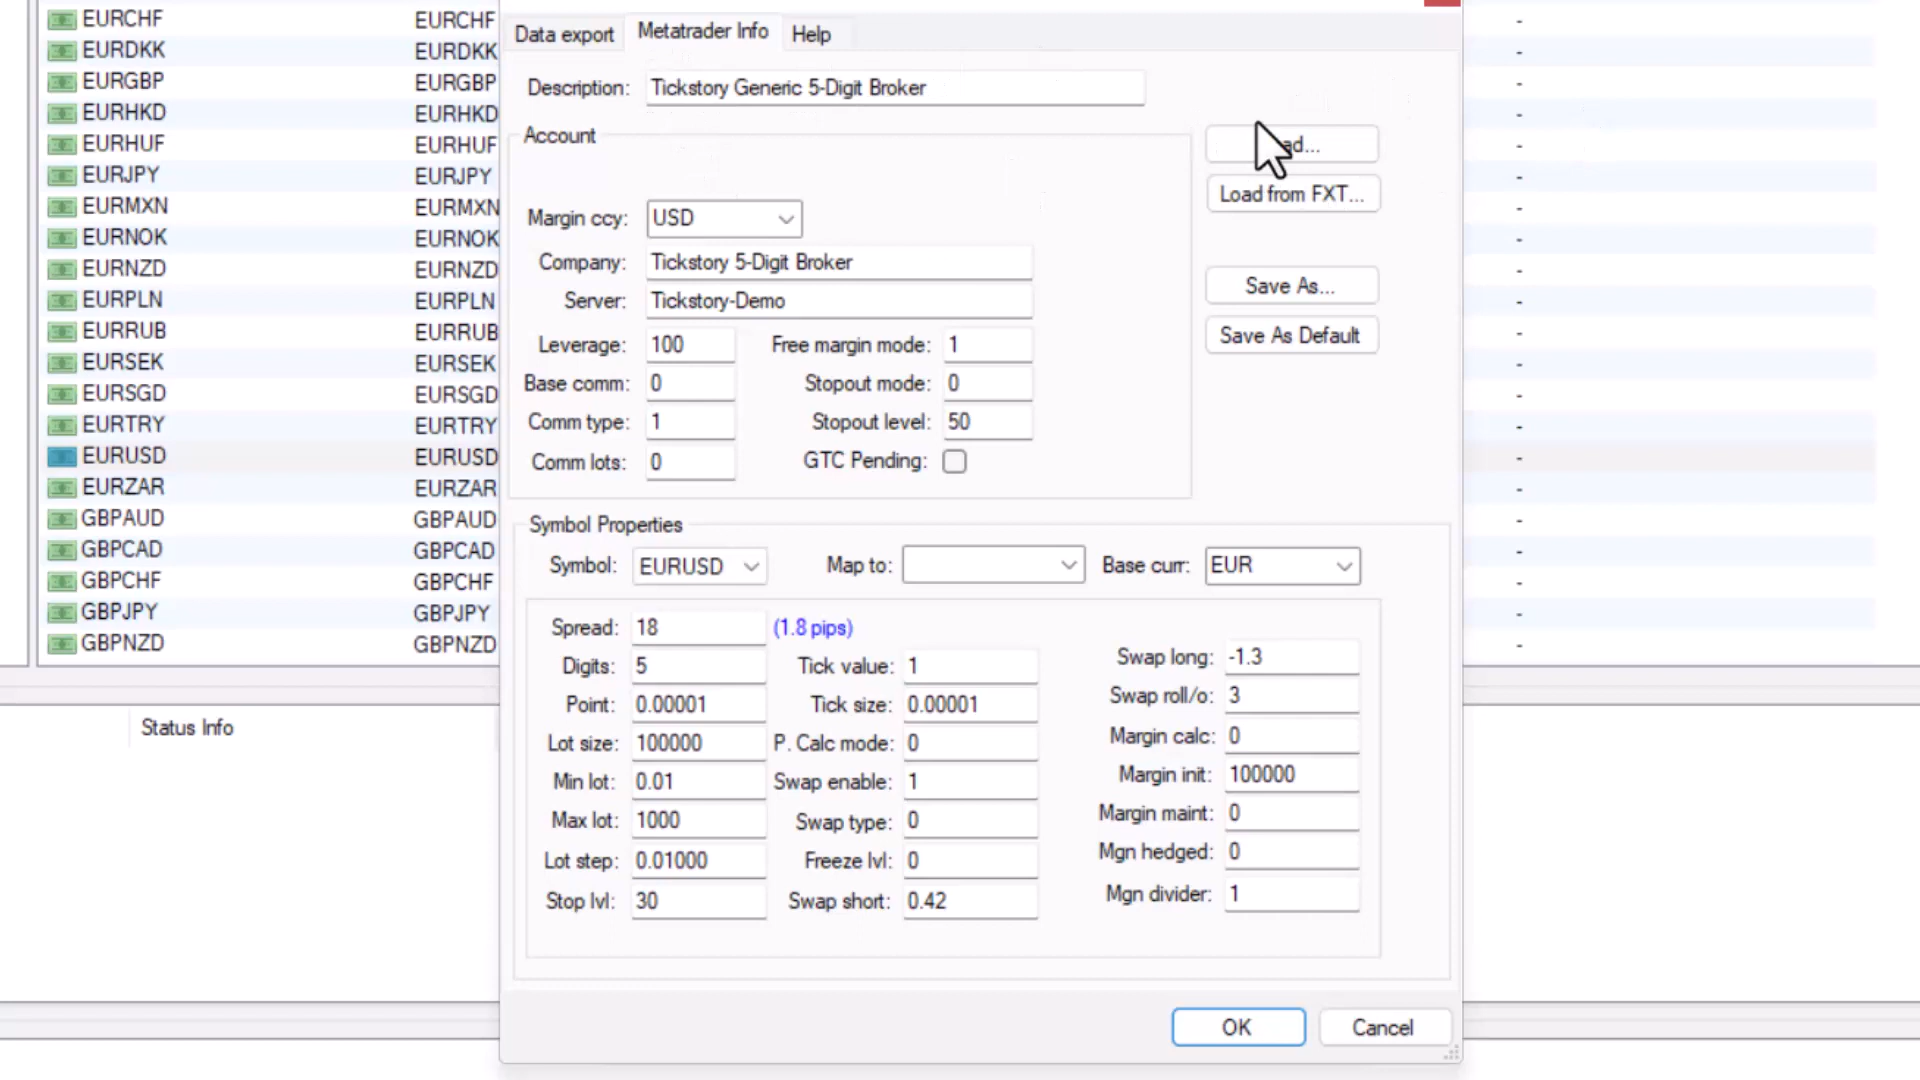 EURCHF EURCHF -
EURDKK EURDKK -
EURGBP EURGBP -
EURHKD EURHKD -
EURHUF EURHUF -
EURJPY EURJPY -
EURMXN EURMXN -
EURNOK EURNOK -
EURNZD EURNZD -
EURPLN EURPLN -
EURRUB EURRUB -
EURSEK EURSEK -
EURSGD EURSGD -
EURTRY EURTRY -
EURUSD EURUSD -
EURZAR EURZAR -
GBPAUD GBPAUD -
GBPCAD GBPCAD -
GBPCHF GBPCHF -
GBPJPY GBPJPY -
GBPNZD GBPNZD -
Status Info
Data export Metatrader Info Help
Description: Tickstory Generic 5-Digit Broker
Account
Margin ccy: USD
Company: Tickstory 5-Digit Broker
Server: Tickstory-Demo
Leverage: 100 Free margin mode: 1
Base comm: 0 Stopout mode: 0
Comm type: 1 Stopout level: 50
Comm lots: 0 GTC Pending:
Load from FXT...
Save As...
Save As Default
Symbol Properties
Symbol: EURUSD Map to: Base curr: EUR
Spread: 18 (1.8 pips)
Digits: 5 Tick value: 1 Swap long: -1.3
Point: 0.00001 Tick size: 0.00001 Swap roll/o: 3
Lot size: 100000 P. Calc mode: 0 Margin calc: 0
Min lot: 0.01 Swap enable: 1 Margin init: 100000
Max lot: 1000 Swap type: 0 Margin maint: 0
Lot step: 0.01000 Freeze lvl: 0 Mgn hedged: 0
Stop lvl: 30 Swap short: 0.42 Mgn divider: 1
OK Cancel